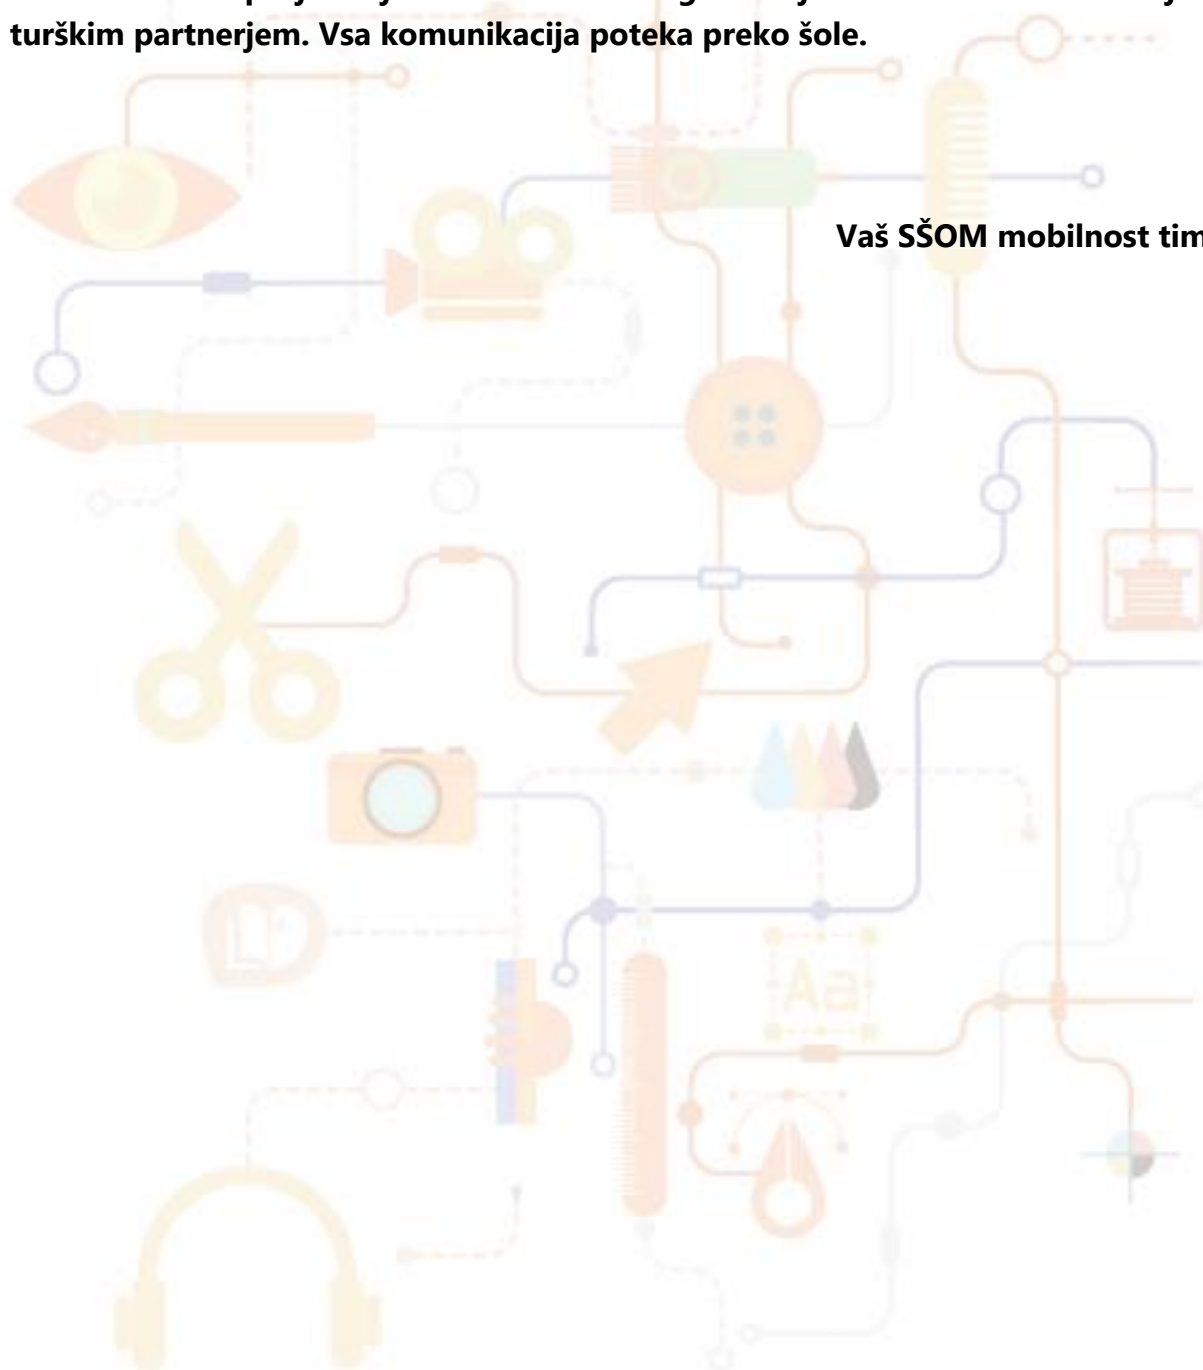 turškim partnerjem. Vsa komunikacija poteka preko šole.
Vaš SŠOM mobilnost tim
Aa